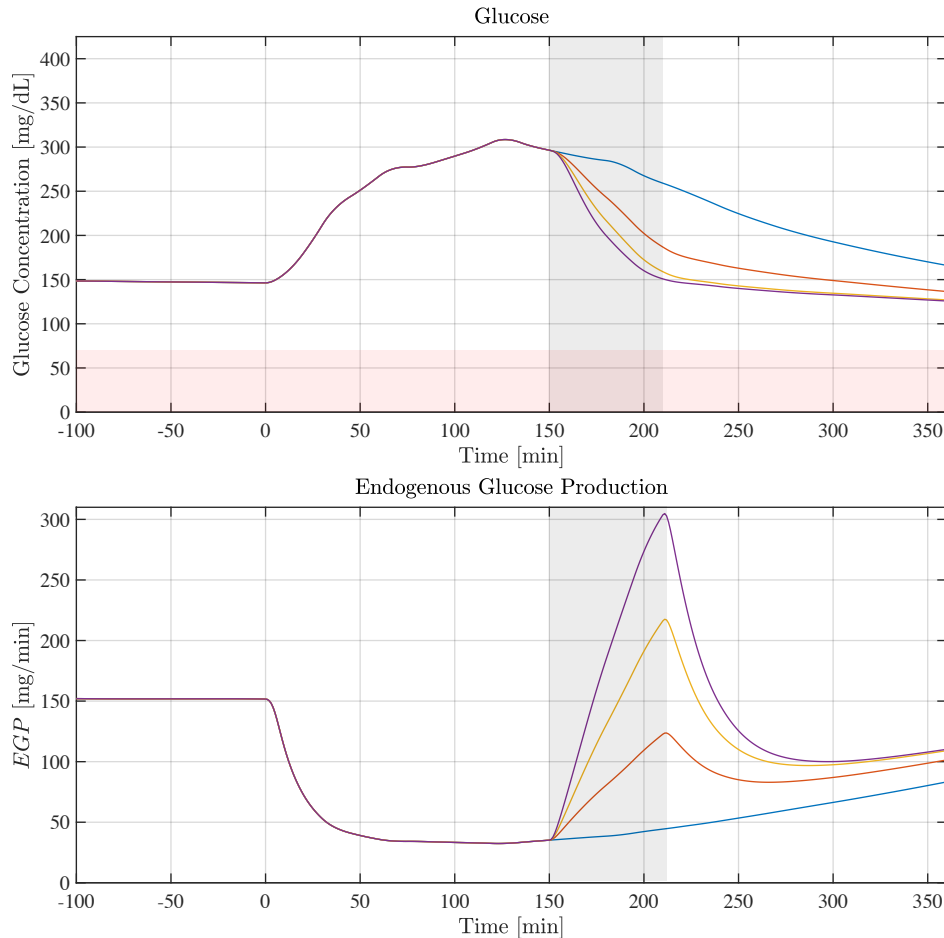 Glucose
Glucose Concentration [mg/dL]
400
350
300
250
200
150
100
50
0
-100 -50 0 50 100 150 200 250 300 350
Time [min]
Endogenous Glucose Production
EGP [mg/min]
300
250
200
150
100
50
0
-100 -50 0 50 100 150 200 250 300 350
Time [min]